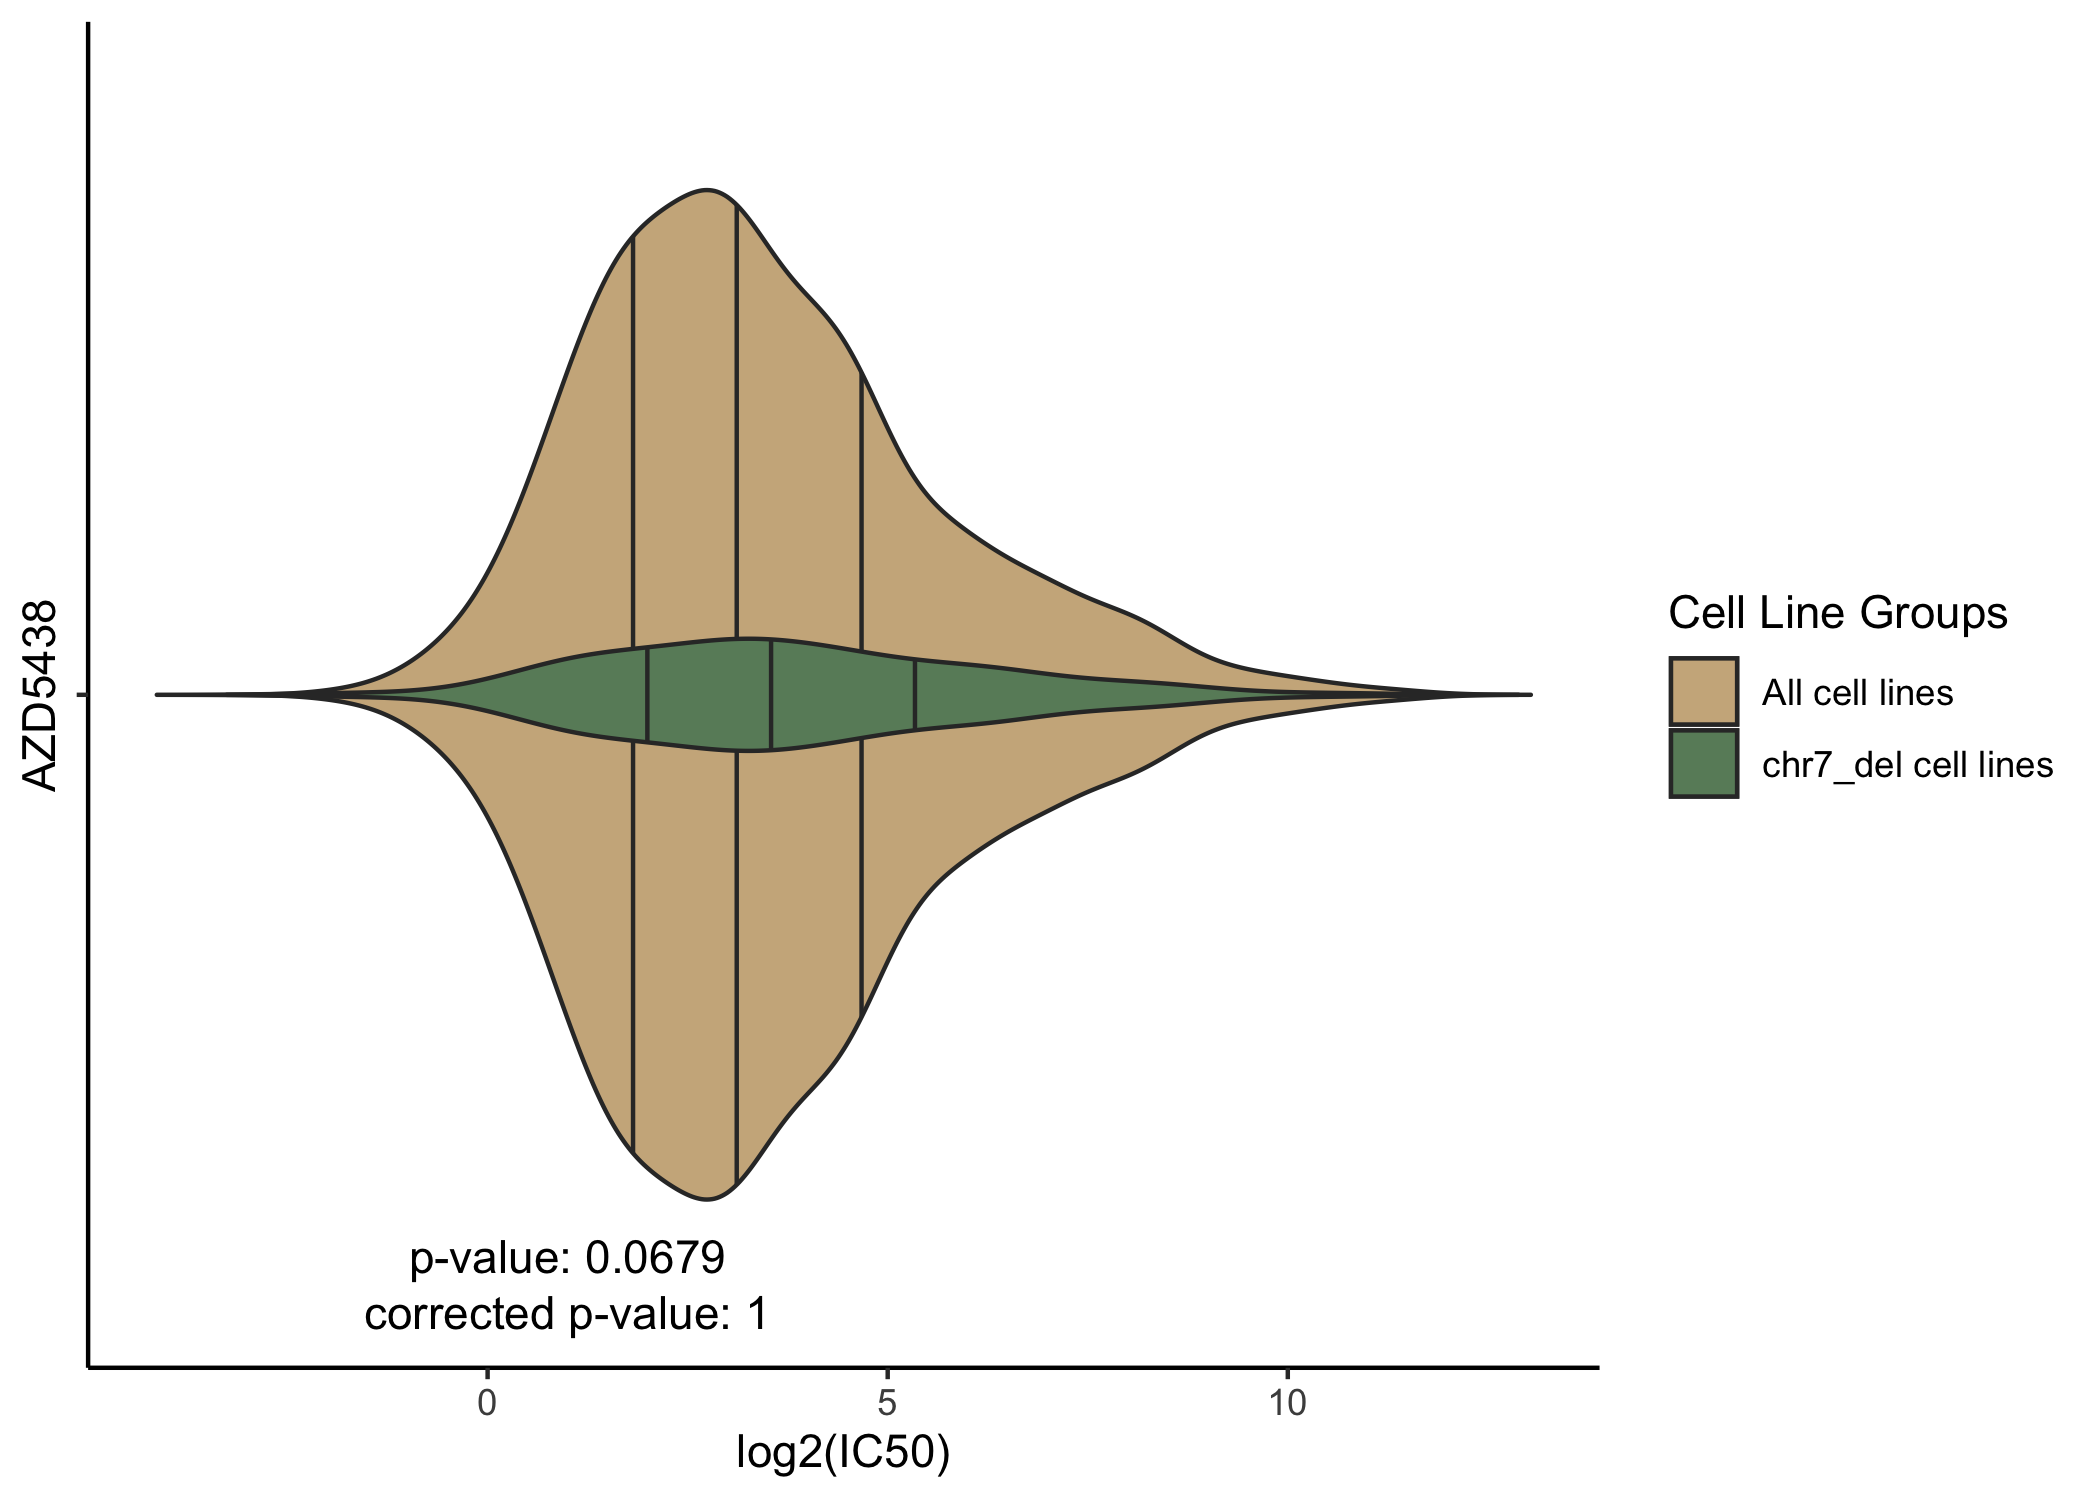 AZD5438
Cell Line Groups
All cell lines
chr7_del cell lines
p-value: 0.0679
corrected p-value: 1
0 5 10
log2(IC50)